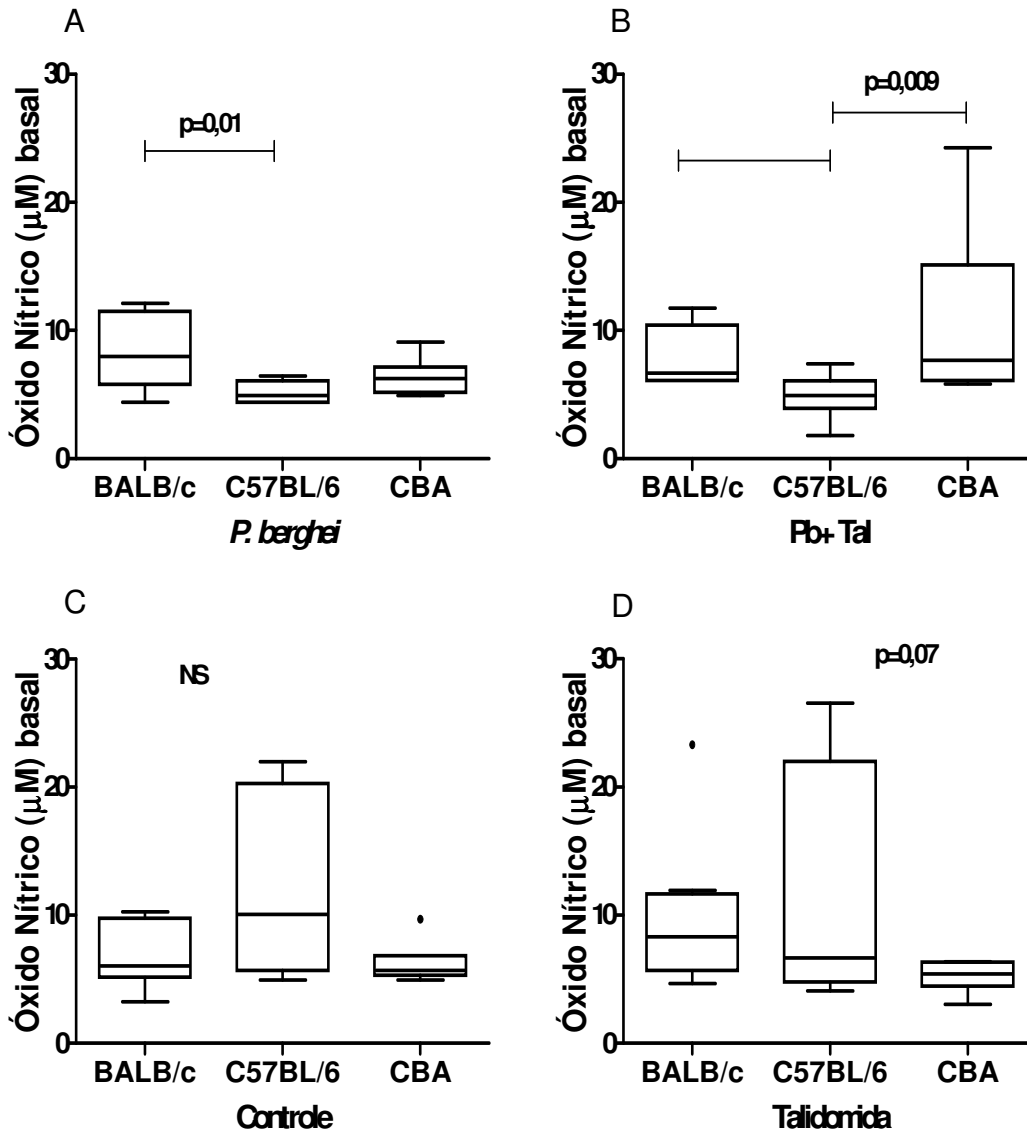 A
Óxido Nítrico (μM) basal
30
20
10
0
p=0,01
BALB/c C57BL/6 CBA
P. berghei
B
Óxido Nítrico (μM) basal
30
20
10
0
p=0,009
BALB/c C57BL/6 CBA
Pb+Tal
C
Óxido Nítrico (μM) basal
30
20
10
0
NS
BALB/c C57BL/6 CBA
Controle
D
Óxido Nítrico (μM) basal
30
20
10
0
p=0,07
BALB/c C57BL/6 CBA
Talidomida